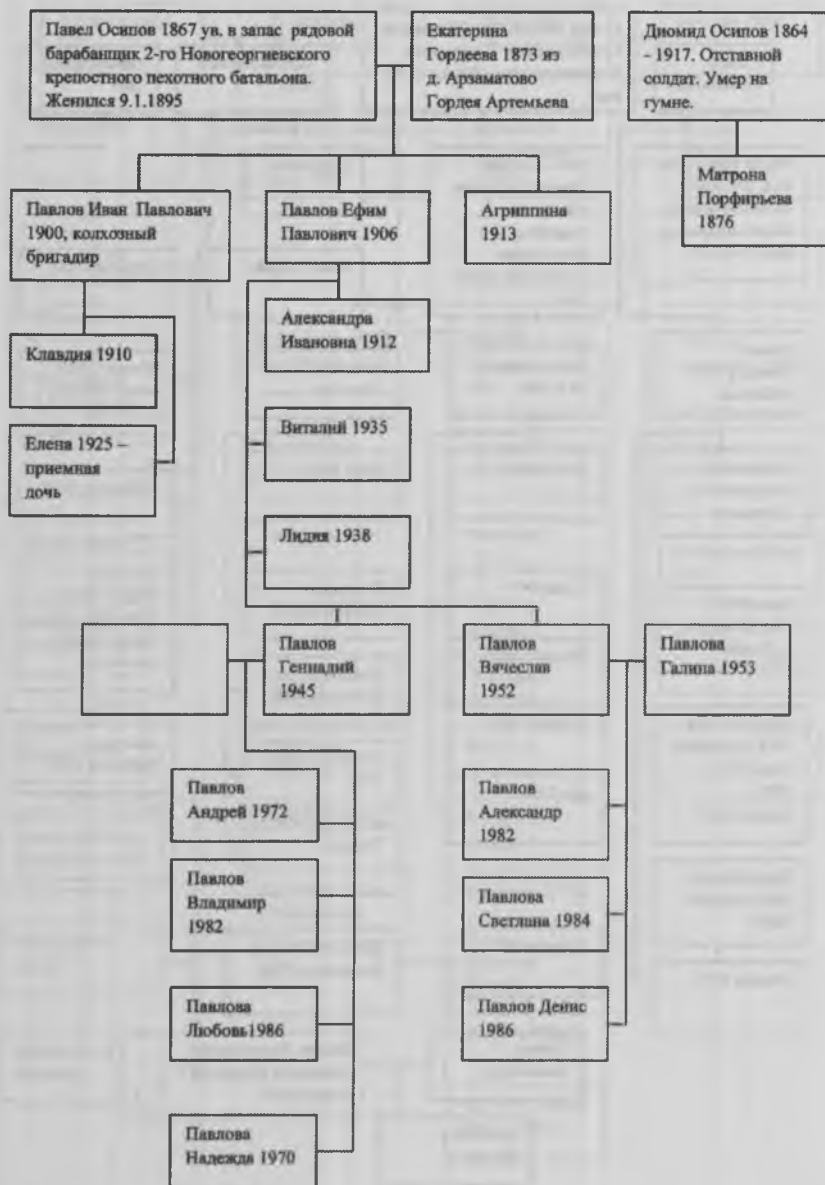 Павел Осипов 1867 ув. в запас рядовой
барабанщик 2-го Новогеоргиевского
крепостного пехотного батальона.
Женился 9.1.1895
Екатерина
Гордеева 1873 из
д. Арзаматово
Гордея Артемьева
Диомид Осипов 1864
- 1917. Отставной
солдат. Умер на
гумне.
Матрона
Порфирьева
1876
Павлов Иван Павлович
1900, колхозный
бригадир
Павлов Ефим
Павлович 1906
Агриппина
1913
Клавдия 1910
Елена 1925 –
приемная
дочь
Александра
Ивановна 1912
Виталий 1935
Лидия 1938
Павлов
Геннадий
1945
Павлов
Вячеслав
1952
Павлова
Галина 1953
Павлов
Андрей 1972
Павлов
Владимир
1982
Павлова
Любовь1986
Павлова
Надежда 1970
Павлов
Александр
1982
Павлова
Светлана 1984
Павлов Денис
1986